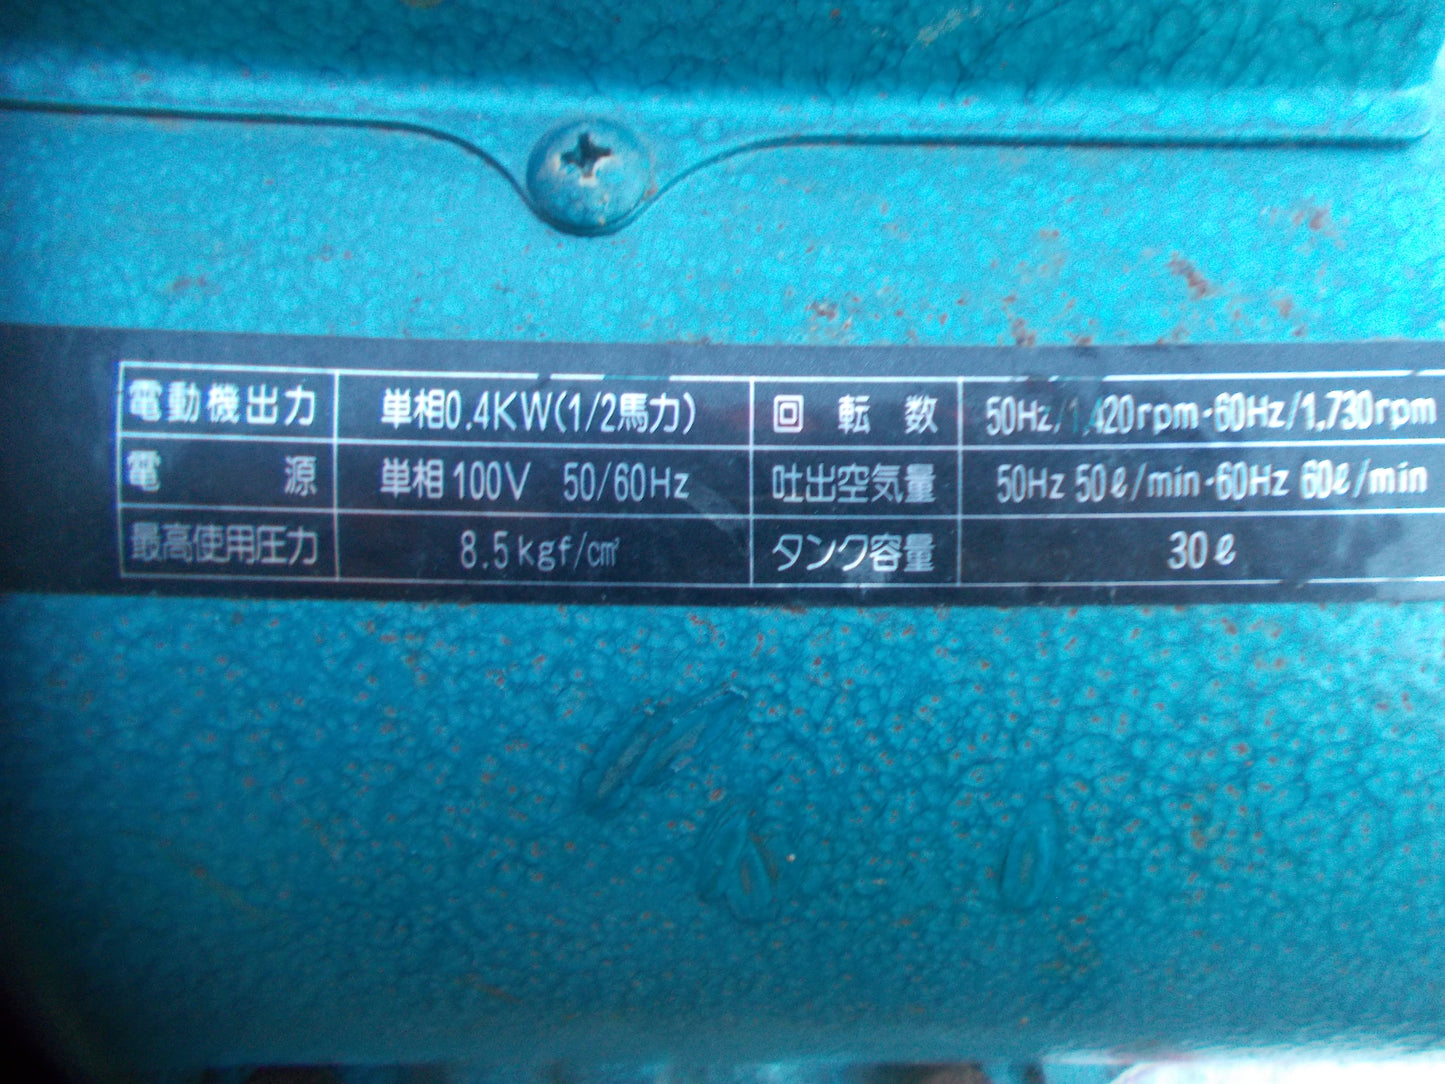 電動機出力 単相0.4KW(1/2馬力) 回転数 50Hz/1,420rpm・60Hz/1,730rpm
電源 単相100V 50/60Hz 吐出空気量 50Hz 50ℓ/min・60Hz 60ℓ/min
最高使用圧力 8.5kgf/cm² タンク容量 30ℓ